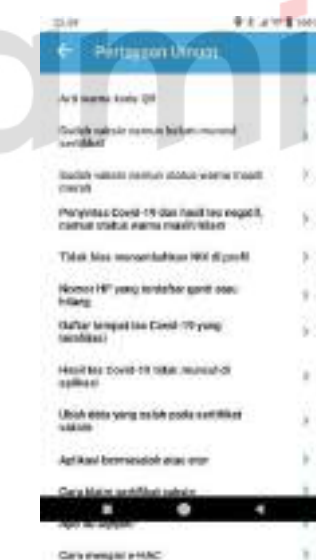 Pertanyaan Umum
Arti warna kode QR
Sudah vaksin namun belum muncul
sertifikat
Sudah vaksin namun status warna masih
merah
Penyintas Covid-19 dan hasil tes negatif,
namun status warna masih hitam
Tidak bisa menambahkan NIK di profil
Nomor HP yang terdaftar ganti atau
hilang
Daftar tempat tes Covid-19 yang
terafiliasi
Hasil tes Covid-19 tidak muncul di
aplikasi
Ubah data yang salah pada sertifikat
vaksin
Aplikasi bermasalah atau eror
Cara klaim sertifikat vaksin
Cara mengisi e-HAC